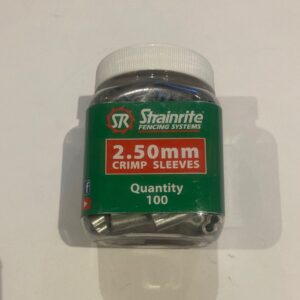 SR Strainrite
FENCING SYSTEMS
2.50mm
CRIMP SLEEVES
Quantity
100